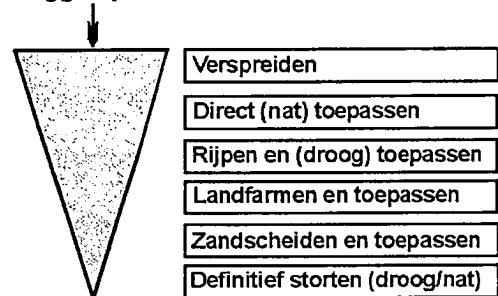 Verspreiden
Direct (nat) toepassen
Rijpen en (droog) toepassen
Landfarmen en toepassen
Zandscheiden en toepassen
Definitief storten (droog/nat)